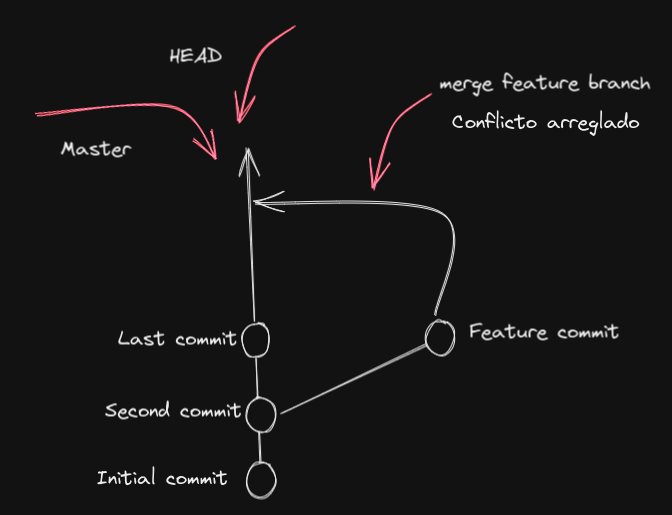 HEAD
merge feature branch
Conflicto arreglado
Master
Last commit
Feature commit
Second commit
Initial commit